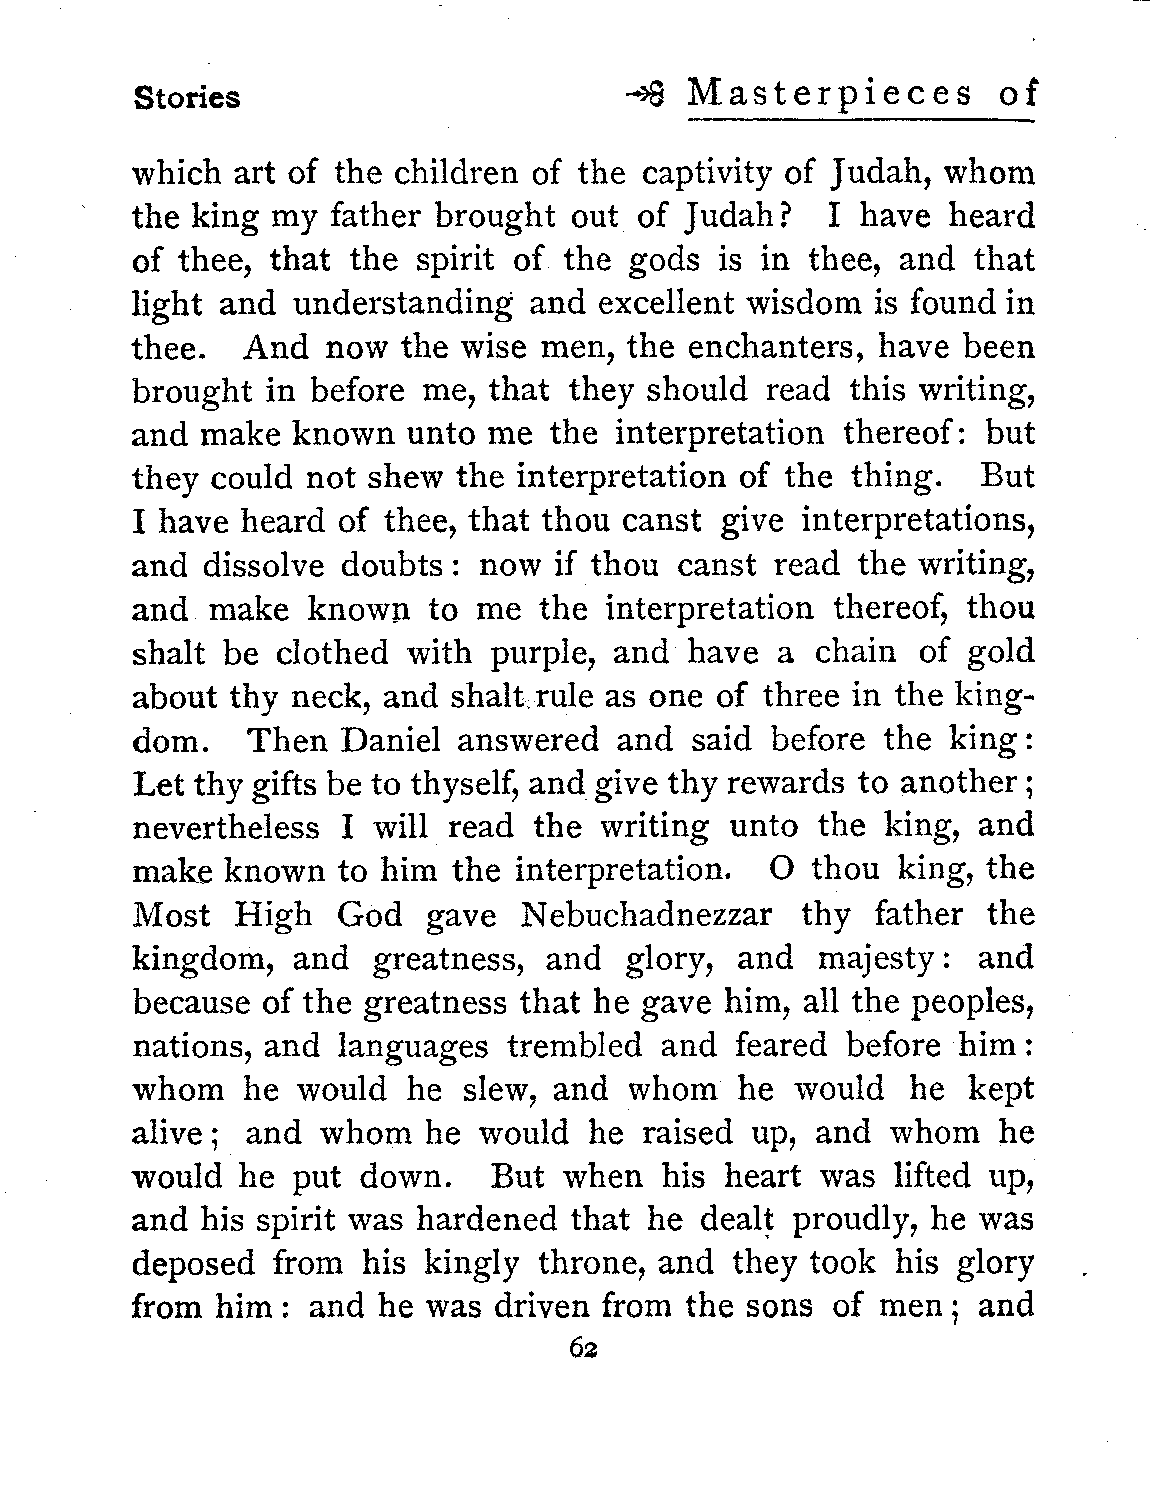 Stories Masterpieces of
which art of the children of the captivity of Judah, whom
the king my father brought out of Judah? I have heard
of thee, that the spirit of the gods is in thee, and that
light and understanding and excellent wisdom is found in
thee. And now the wise men, the enchanters, have been
brought in before me, that they should read this writing,
and make known unto me the interpretation thereof: but
they could not shew the interpretation of the thing. But
I have heard of thee, that thou canst give interpretations,
and dissolve doubts: now if thou canst read the writing,
and make known to me the interpretation thereof, thou
shalt be clothed with purple, and have a chain of gold
about thy neck, and shalt rule as one of three in the king-
dom. Then Daniel answered and said before the king:
Let thy gifts be to thyself, and give thy rewards to another;
nevertheless I will read the writing unto the king, and
make known to him the interpretation. O thou king, the
Most High God gave Nebuchadnezzar thy father the
kingdom, and greatness, and glory, and majesty: and
because of the greatness that he gave him, all the peoples,
nations, and languages trembled and feared before him:
whom he would he slew, and whom he would he kept
alive; and whom he would he raised up, and whom he
would he put down. But when his heart was lifted up,
and his spirit was hardened that he dealt proudly, he was
deposed from his kingly throne, and they took his glory
from him: and he was driven from the sons of men; and
62